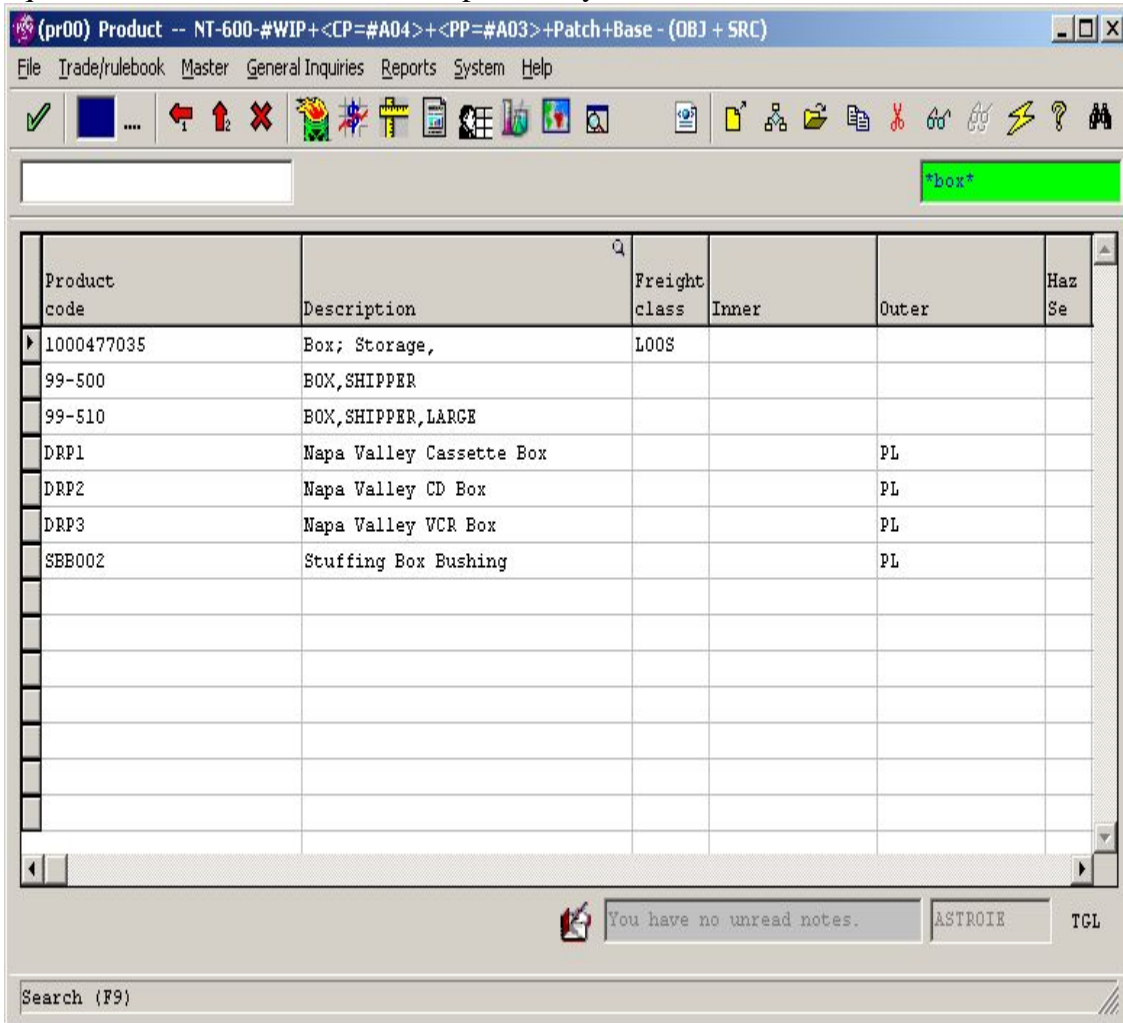 (pr00) Product -- NT-600-#WIP+<CP=#A04>+<PP=#A03>+Patch+Base - (OBJ + SRC)
File Trade/rulebook Master General Inquiries Reports System Help
*box*
Product code Description Freight class Inner Outer Haz Se
1000477035 Box; Storage, LOOS
99-500 BOX,SHIPPER
99-510 BOX,SHIPPER,LARGE
DRP1 Napa Valley Cassette Box PL
DRP2 Napa Valley CD Box PL
DRP3 Napa Valley VCR Box PL
SBB002 Stuffing Box Bushing PL
You have no unread notes. ASTROIE TGL
Search (F9)